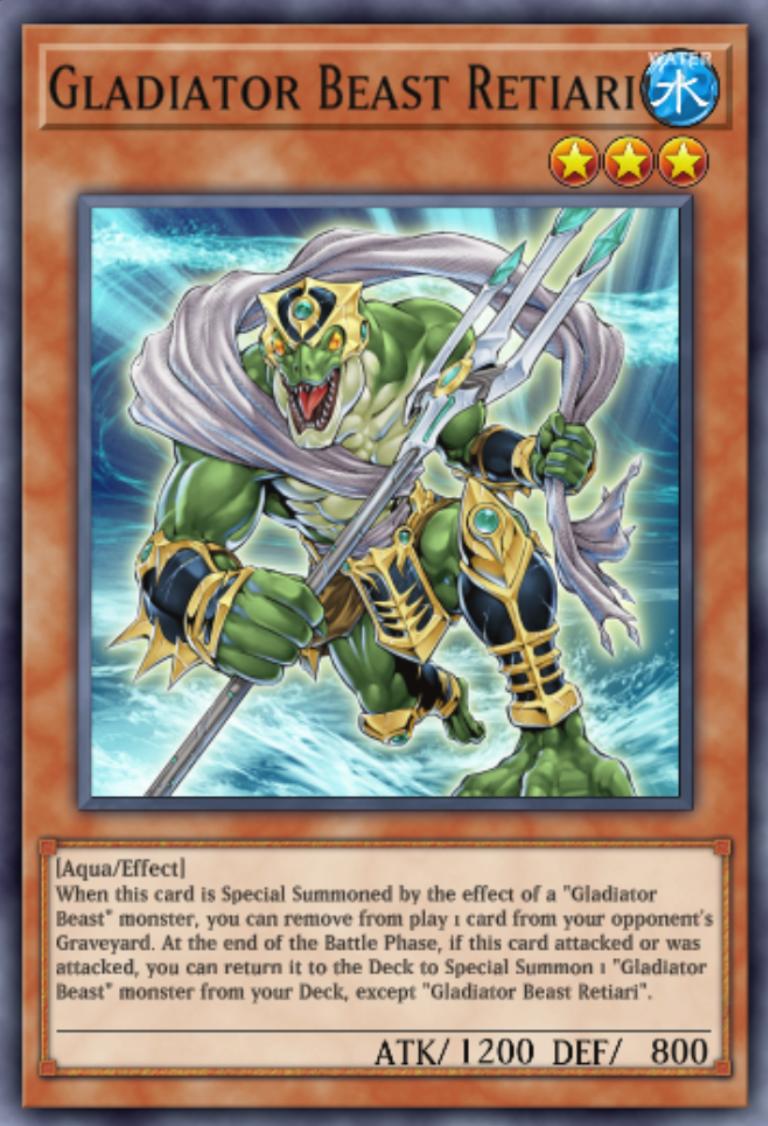 GLADIATOR BEAST RETIARI
WATER
水
[Aqua/Effect]
When this card is Special Summoned by the effect of a "Gladiator
Beast" monster, you can remove from play 1 card from your opponent's
Graveyard. At the end of the Battle Phase, if this card attacked or was
attacked, you can return it to the Deck to Special Summon 1 "Gladiator
Beast" monster from your Deck, except "Gladiator Beast Retiari".
ATK/ 1200 DEF/ 800